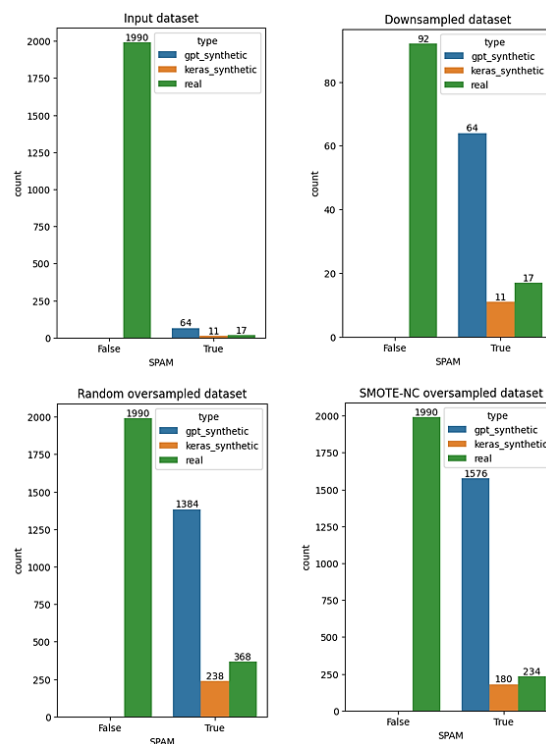 Input dataset
2000
1750
1500
1250
1000
750
500
250
0
count
1990
type
gpt_synthetic
keras_synthetic
real
64
11
17
False
True
SPAM
Downsampled dataset
80
60
40
20
0
count
92
type
gpt_synthetic
keras_synthetic
real
64
11
17
False
True
SPAM
Random oversampled dataset
2000
1750
1500
1250
1000
750
500
250
0
count
1990
type
gpt_synthetic
keras_synthetic
real
1384
238
368
False
True
SPAM
SMOTE-NC oversampled dataset
2000
1750
1500
1250
1000
750
500
250
0
count
1990
type
gpt_synthetic
keras_synthetic
real
1576
180
234
False
True
SPAM